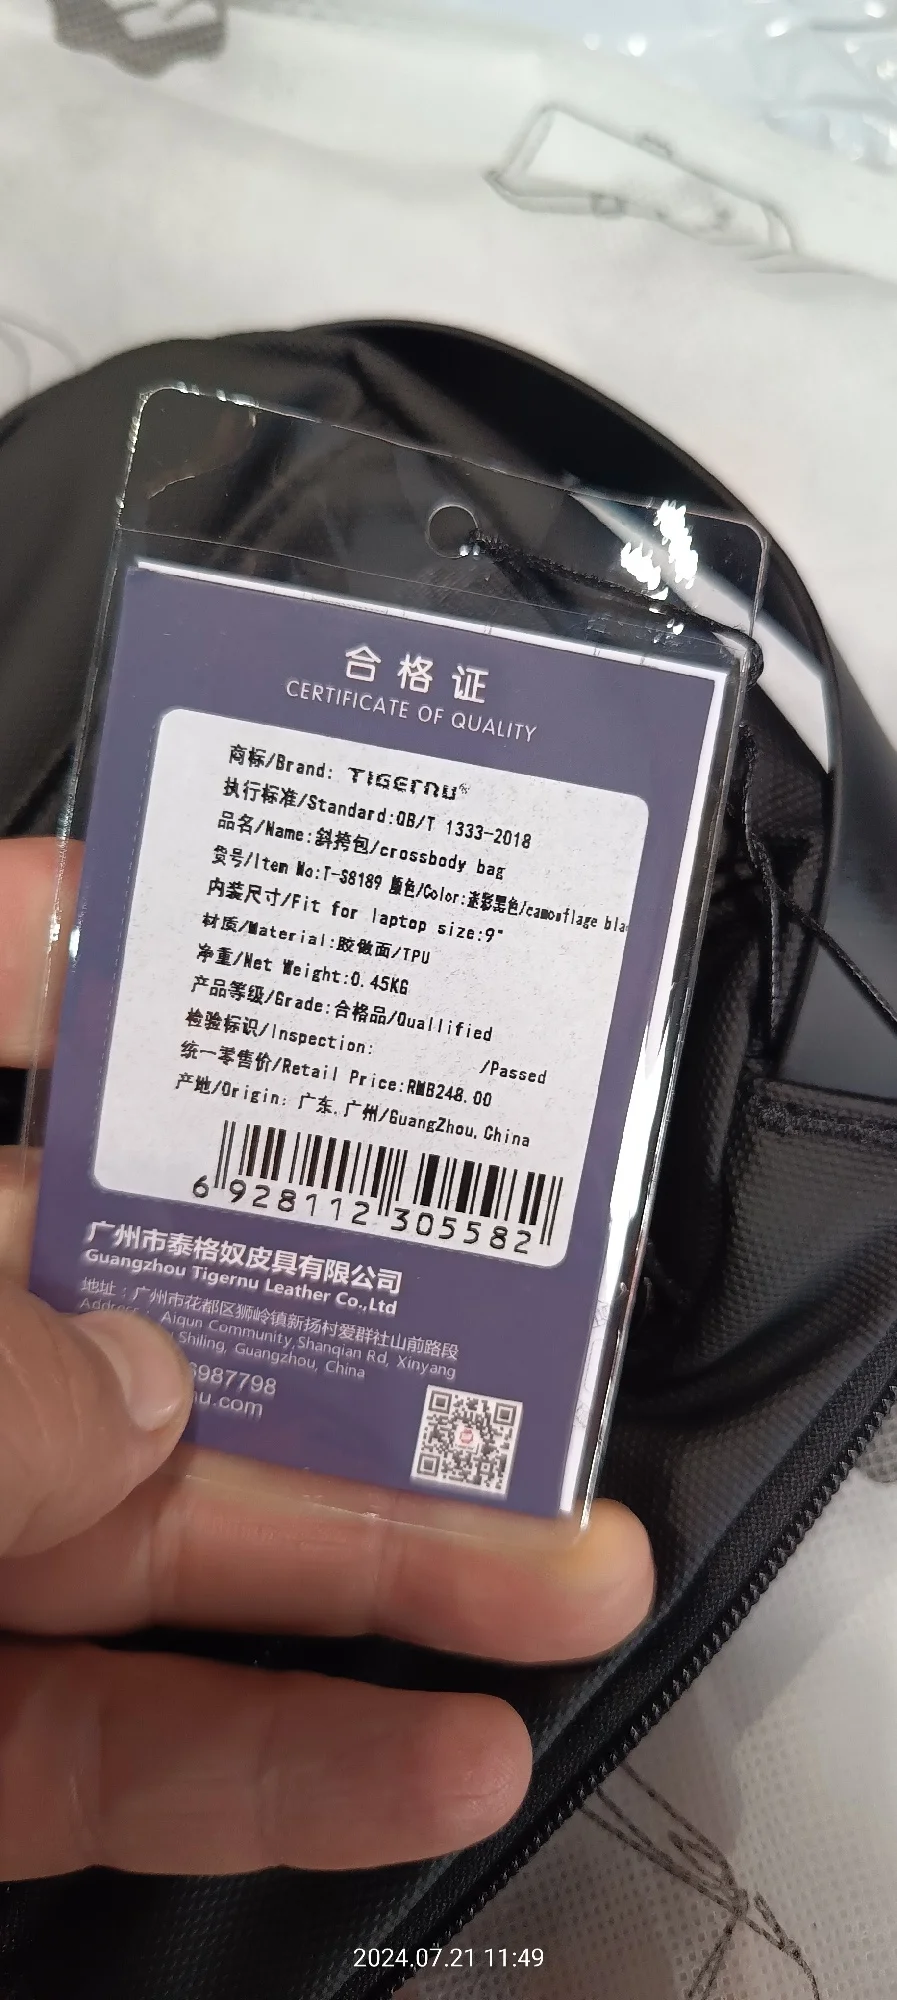 合格证
CERTIFICATE OF QUALITY
商标/Brand: TIGERNU®
执行标准/Standard:QB/T 1333-2018
品名/Name:斜挎包/crossbody bag
货号/Item No:T-S8189 颜色/Color:迷彩黑色/camouflage bla
内装尺寸/Fit for laptop size:9"
材质/Material:胶做面/TPU
净重/Net Weight:0.45KG
产品等级/Grade:合格品/Quallified
检验标识/Inspection: /Passed
统一零售价/Retail Price:RMB248.00
产地/Origin: 广东.广州/GuangZhou,China
6 928112 305582
广州市泰格奴皮具有限公司
Guangzhou Tigernu Leather Co.,Ltd
地址：广州市花都区狮岭镇新扬村爱群社山前路段
Address: Aiqun Community,Shanqian Rd, Xinyang
Shiling, Guangzhou, China
6987798
nu.com
2024.07.21 11:49